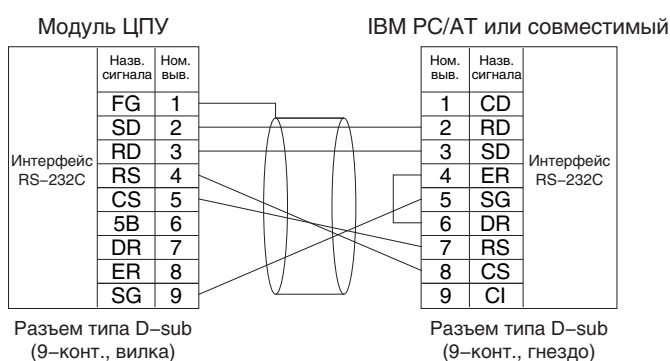 Модуль ЦПУ
IBM PC/AT или совместимый
Назв. сигнала
Ном. выв.
Интерфейс
RS–232C
FG 1
SD 2
RD 3
RS 4
CS 5
5В 6
DR 7
ER 8
SG 9
Ном. выв.
Назв. сигнала
1 CD
2 RD
3 SD
4 ER
5 SG
6 DR
7 RS
8 CS
9 CI
Интерфейс
RS–232C
Разъем типа D–sub
(9–конт., вилка)
Разъем типа D–sub
(9–конт., гнездо)